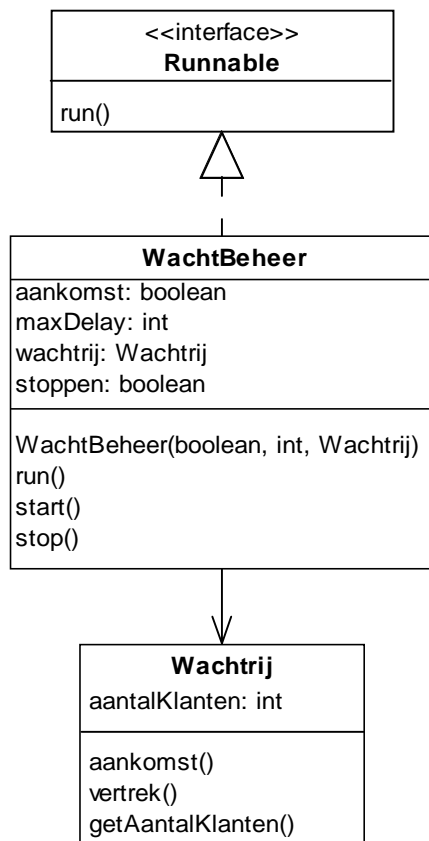 <<interface>>
Runnable
run()
WachtBeheer
aankomst: boolean
maxDelay: int
wachtrij: Wachtrij
stoppen: boolean
WachtBeheer(boolean, int, Wachtrij)
run()
start()
stop()
Wachtrij
aantalKlanten: int
aankomst()
vertrek()
getAantalKlanten()